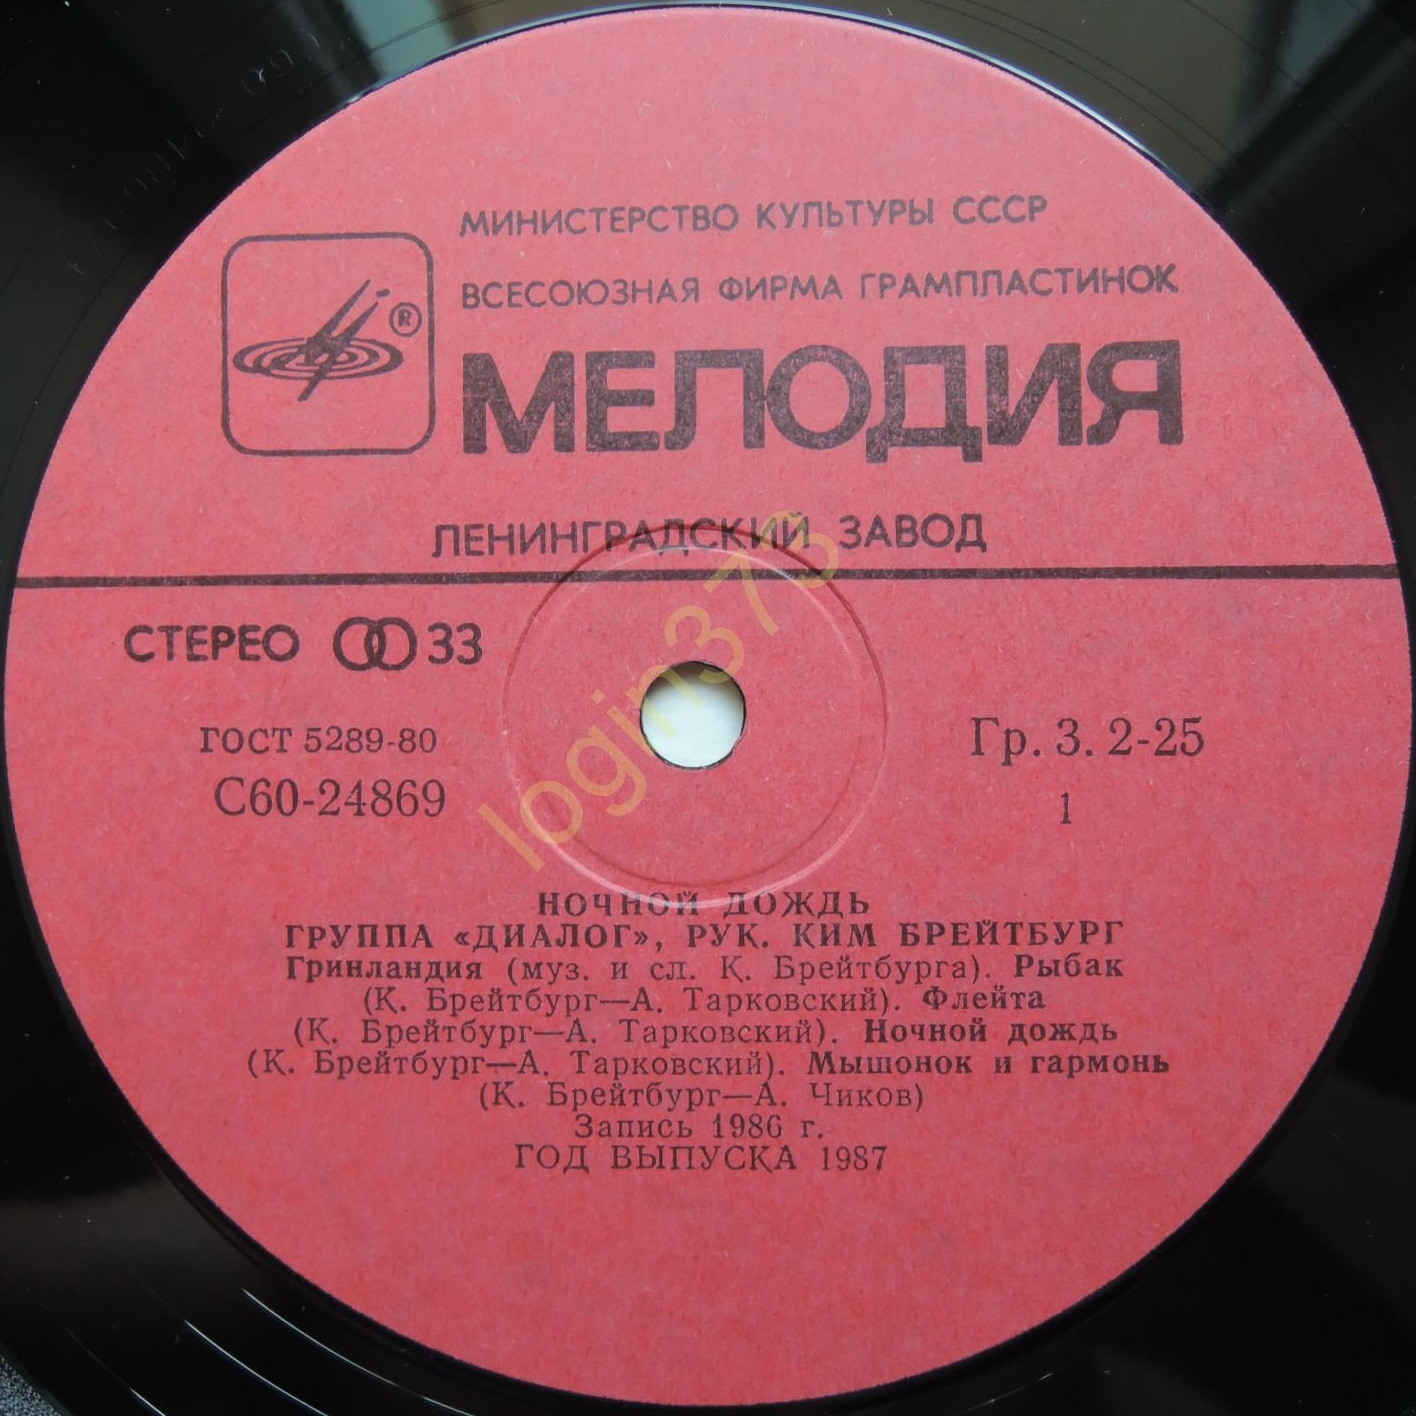 МИНИСТЕРСТВО КУЛЬТУРЫ СССР
ВСЕСОЮЗНАЯ ФИРМА ГРАМПЛАСТИНОК
®
МЕЛОДИЯ
ЛЕНИНГРАДСКИЙ ЗАВОД
СТЕРЕО 33
ГОСТ 5289-80
С60-24869
Гр. 3. 2-25
1
login373
НОЧНОЙ ДОЖДЬ
ГРУППА «ДИАЛОГ», РУК. КИМ БРЕЙТБУРГ
Гринландия (муз. и сл. К. Брейтбурга). Рыбак
(К. Брейтбург—А. Тарковский). Флейта
(К. Брейтбург—А. Тарковский). Ночной дождь
(К. Брейтбург—А. Тарковский). Мышонок и гармонь
(К. Брейтбург—А. Чиков)
Запись 1986 г.
ГОД ВЫПУСКА 1987